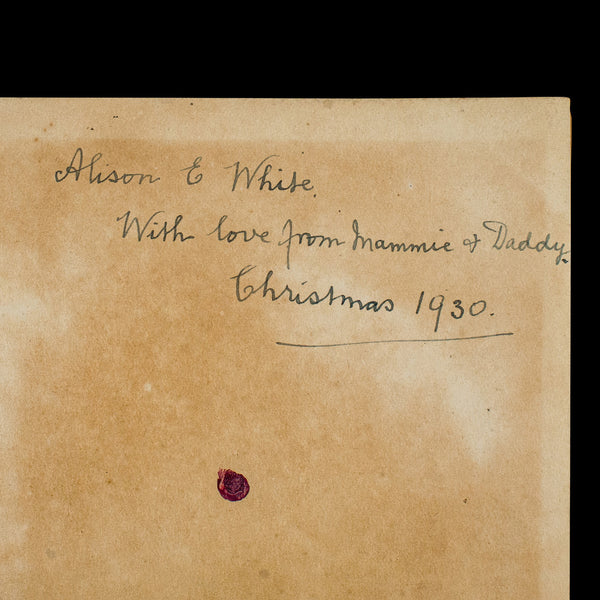 Alison E White.
With love from Mammie & Daddy.
Christmas 1930.